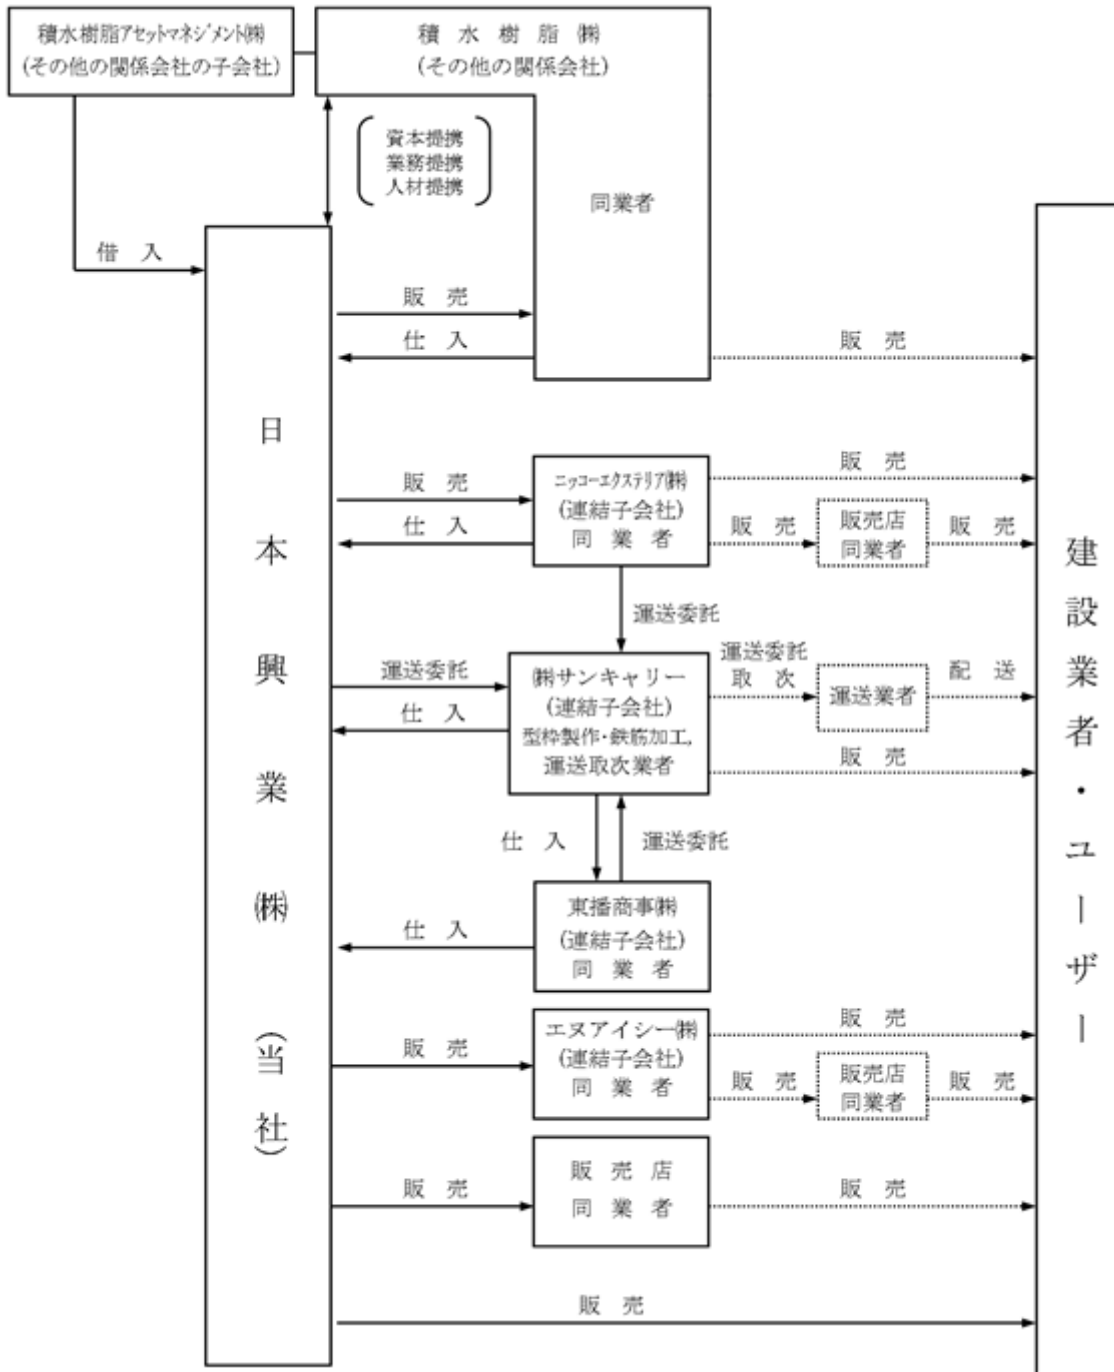 積水樹脂アセットマネジメント㈱
(その他の関係会社の子会社)
積水樹脂㈱
(その他の関係会社)
資本提携
業務提携
人材提携
同業者
借入
販売
仕入
販売
日本興業㈱(当社)
建設業者・ユーザー
販売
仕入
ニッコーエクステリア㈱
(連結子会社)
同業者
販売
販売
販売店
同業者
販売
運送委託
運送委託
仕入
㈱サンキャリー
(連結子会社)
型枠製作・鉄筋加工,
運送取次業者
運送委託
取次
運送業者
配送
販売
仕入
運送委託
仕入
東播商事㈱
(連結子会社)
同業者
販売
エヌアイシー㈱
(連結子会社)
同業者
販売
販売
販売店
同業者
販売
販売
販売店
同業者
販売
販売